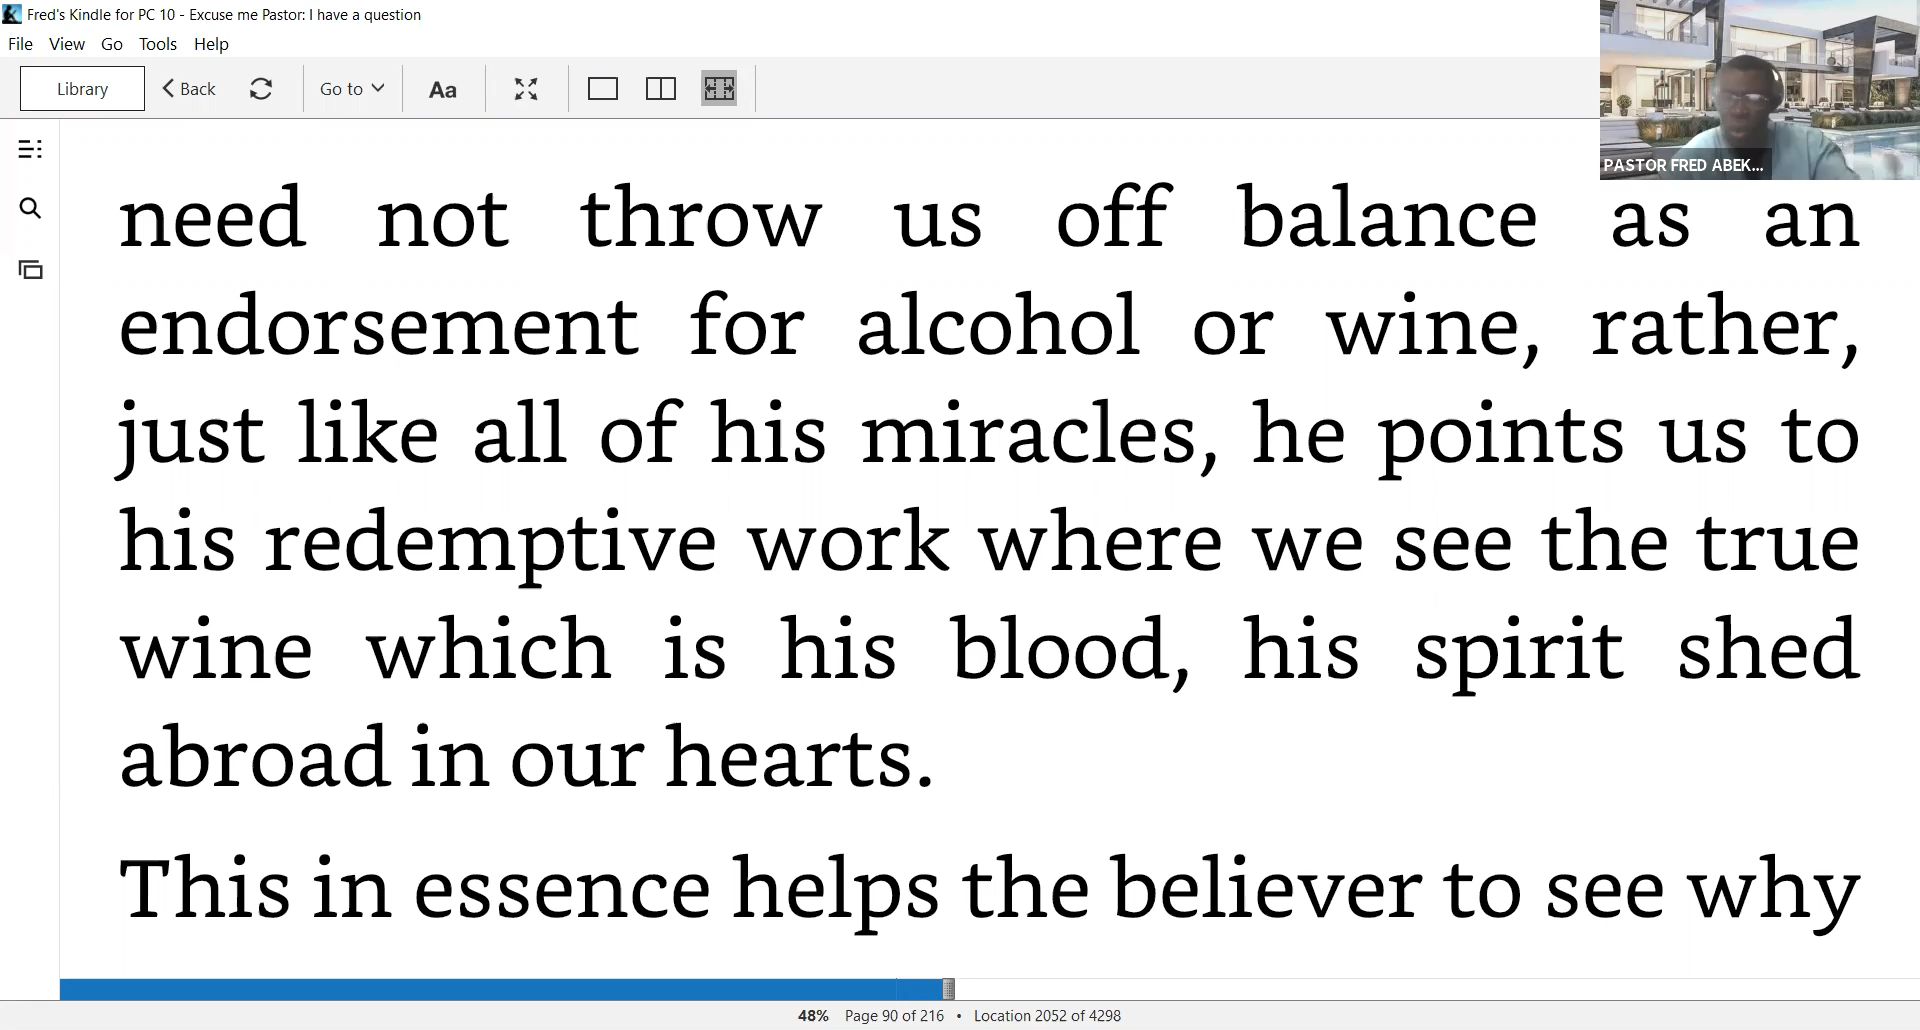 Fred's Kindle for PC 10 - Excuse me Pastor: I have a question
File View Go Tools Help
Library Back Go to Aa
PASTOR FRED ABEK...
need not throw us off balance as an
endorsement for alcohol or wine, rather,
just like all of his miracles, he points us to
his redemptive work where we see the true
wine which is his blood, his spirit shed
abroad in our hearts.
This in essence helps the believer to see why
48% Page 90 of 216 • Location 2052 of 4298